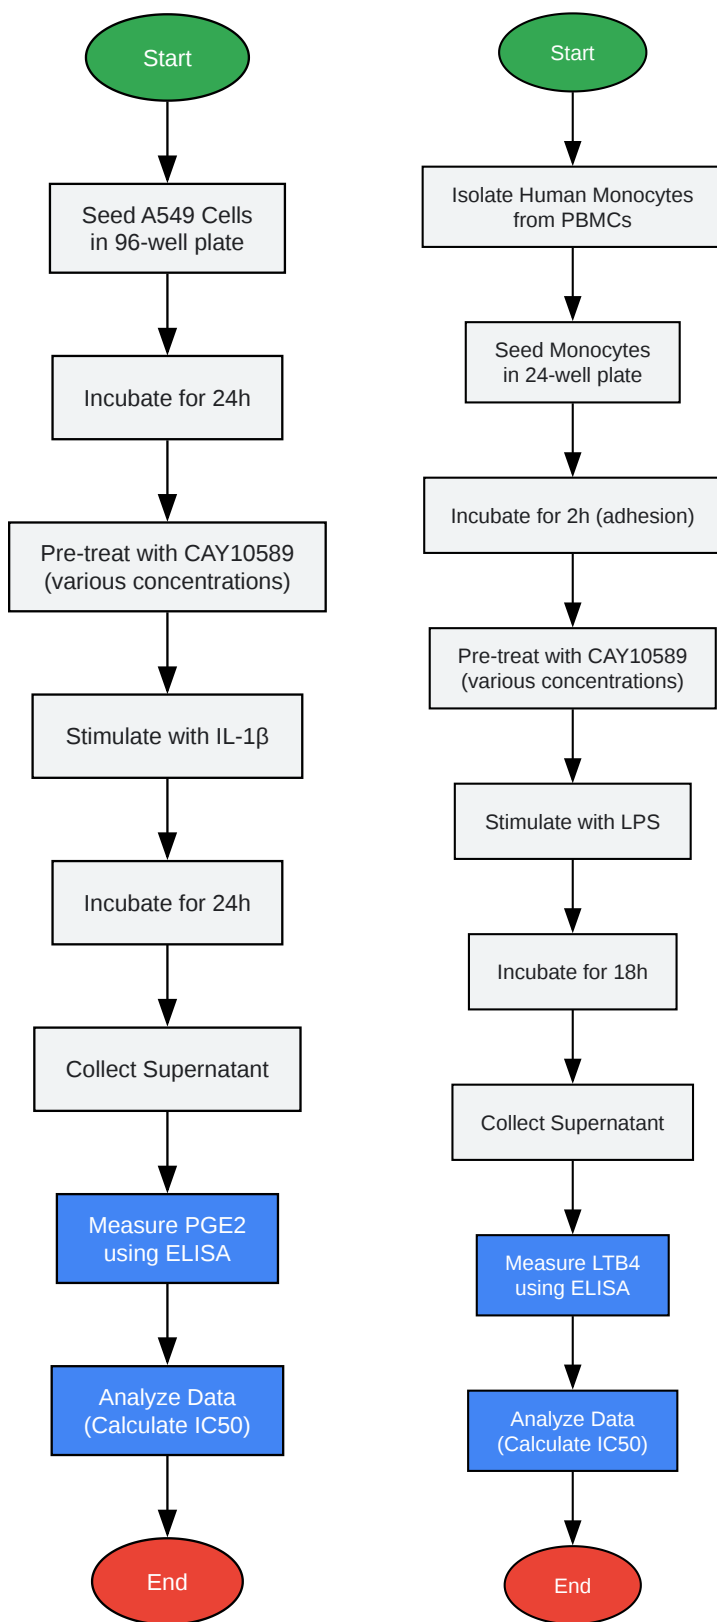 Start
Seed A549 Cells
in 96-well plate
Incubate for 24h
Pre-treat with CAY10589
(various concentrations)
Stimulate with IL-1β
Incubate for 24h
Collect Supernatant
Measure PGE2
using ELISA
Analyze Data
(Calculate IC50)
End
Start
Isolate Human Monocytes
from PBMCs
Seed Monocytes
in 24-well plate
Incubate for 2h (adhesion)
Pre-treat with CAY10589
(various concentrations)
Stimulate with LPS
Incubate for 18h
Collect Supernatant
Measure LTB4
using ELISA
Analyze Data
(Calculate IC50)
End